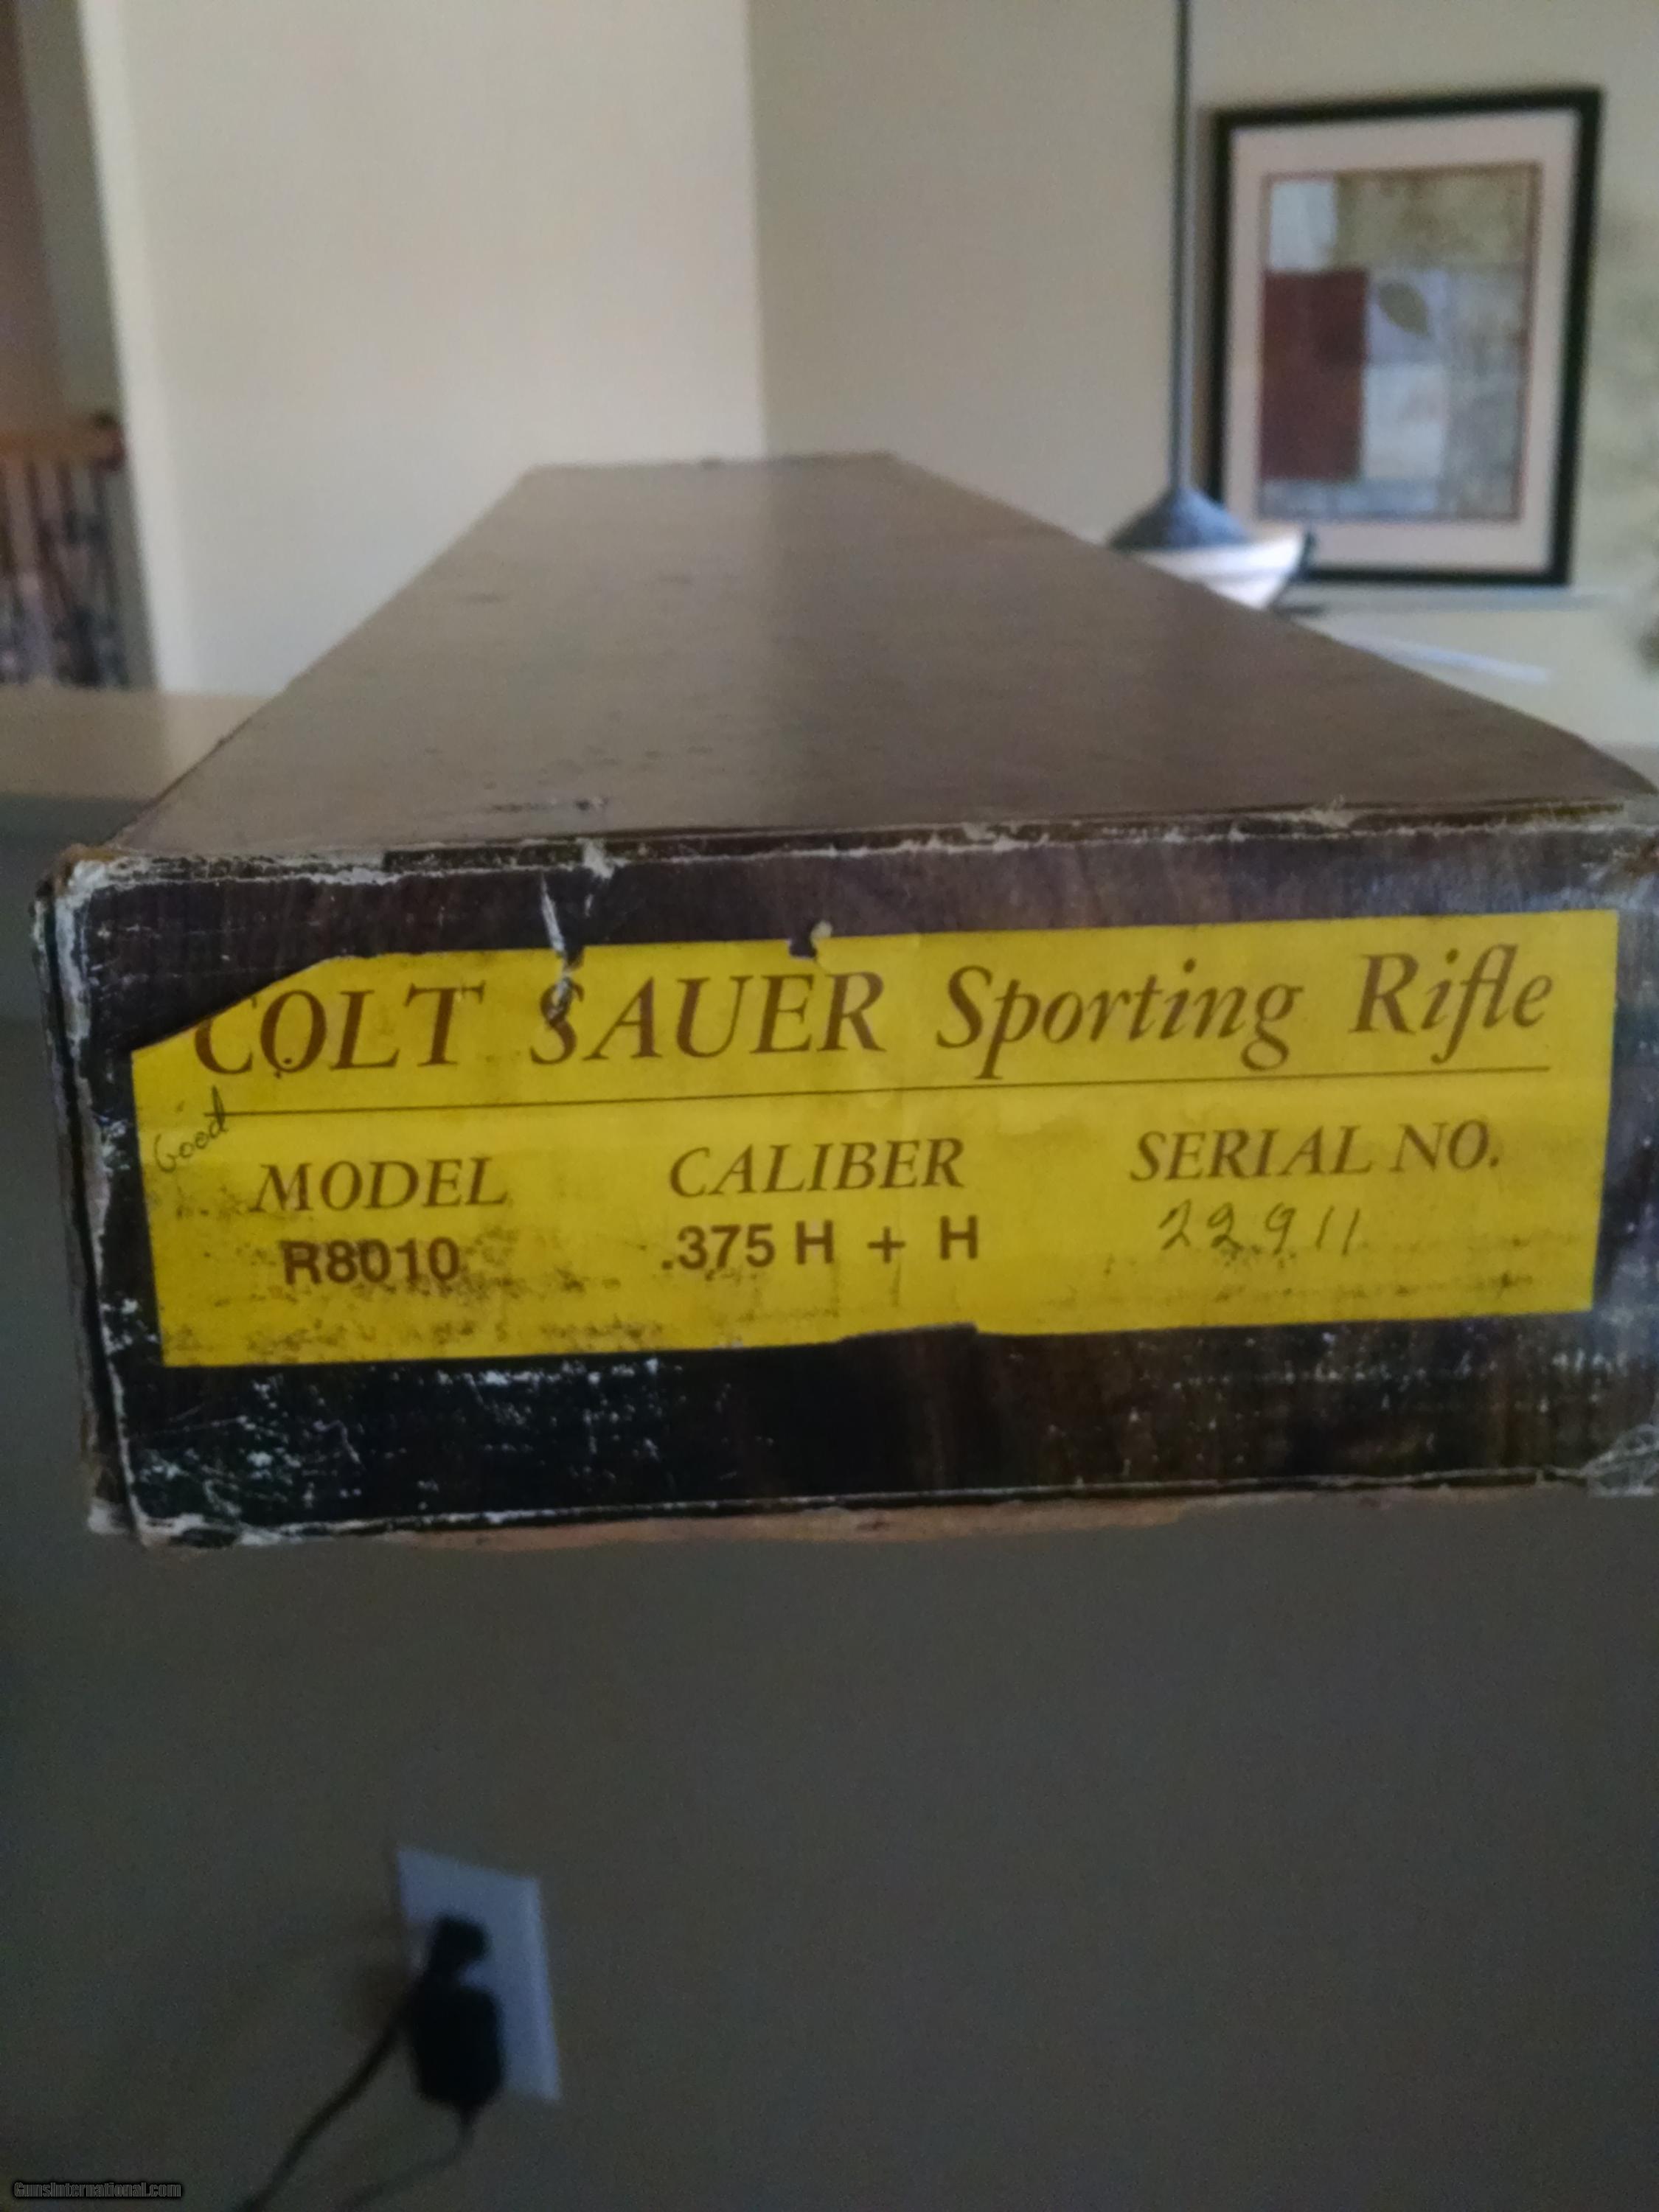 COLT SAUER Sporting Rifle
Good
MODEL CALIBER SERIAL NO.
R8010 .375 H + H 22911
GunsInternational.com